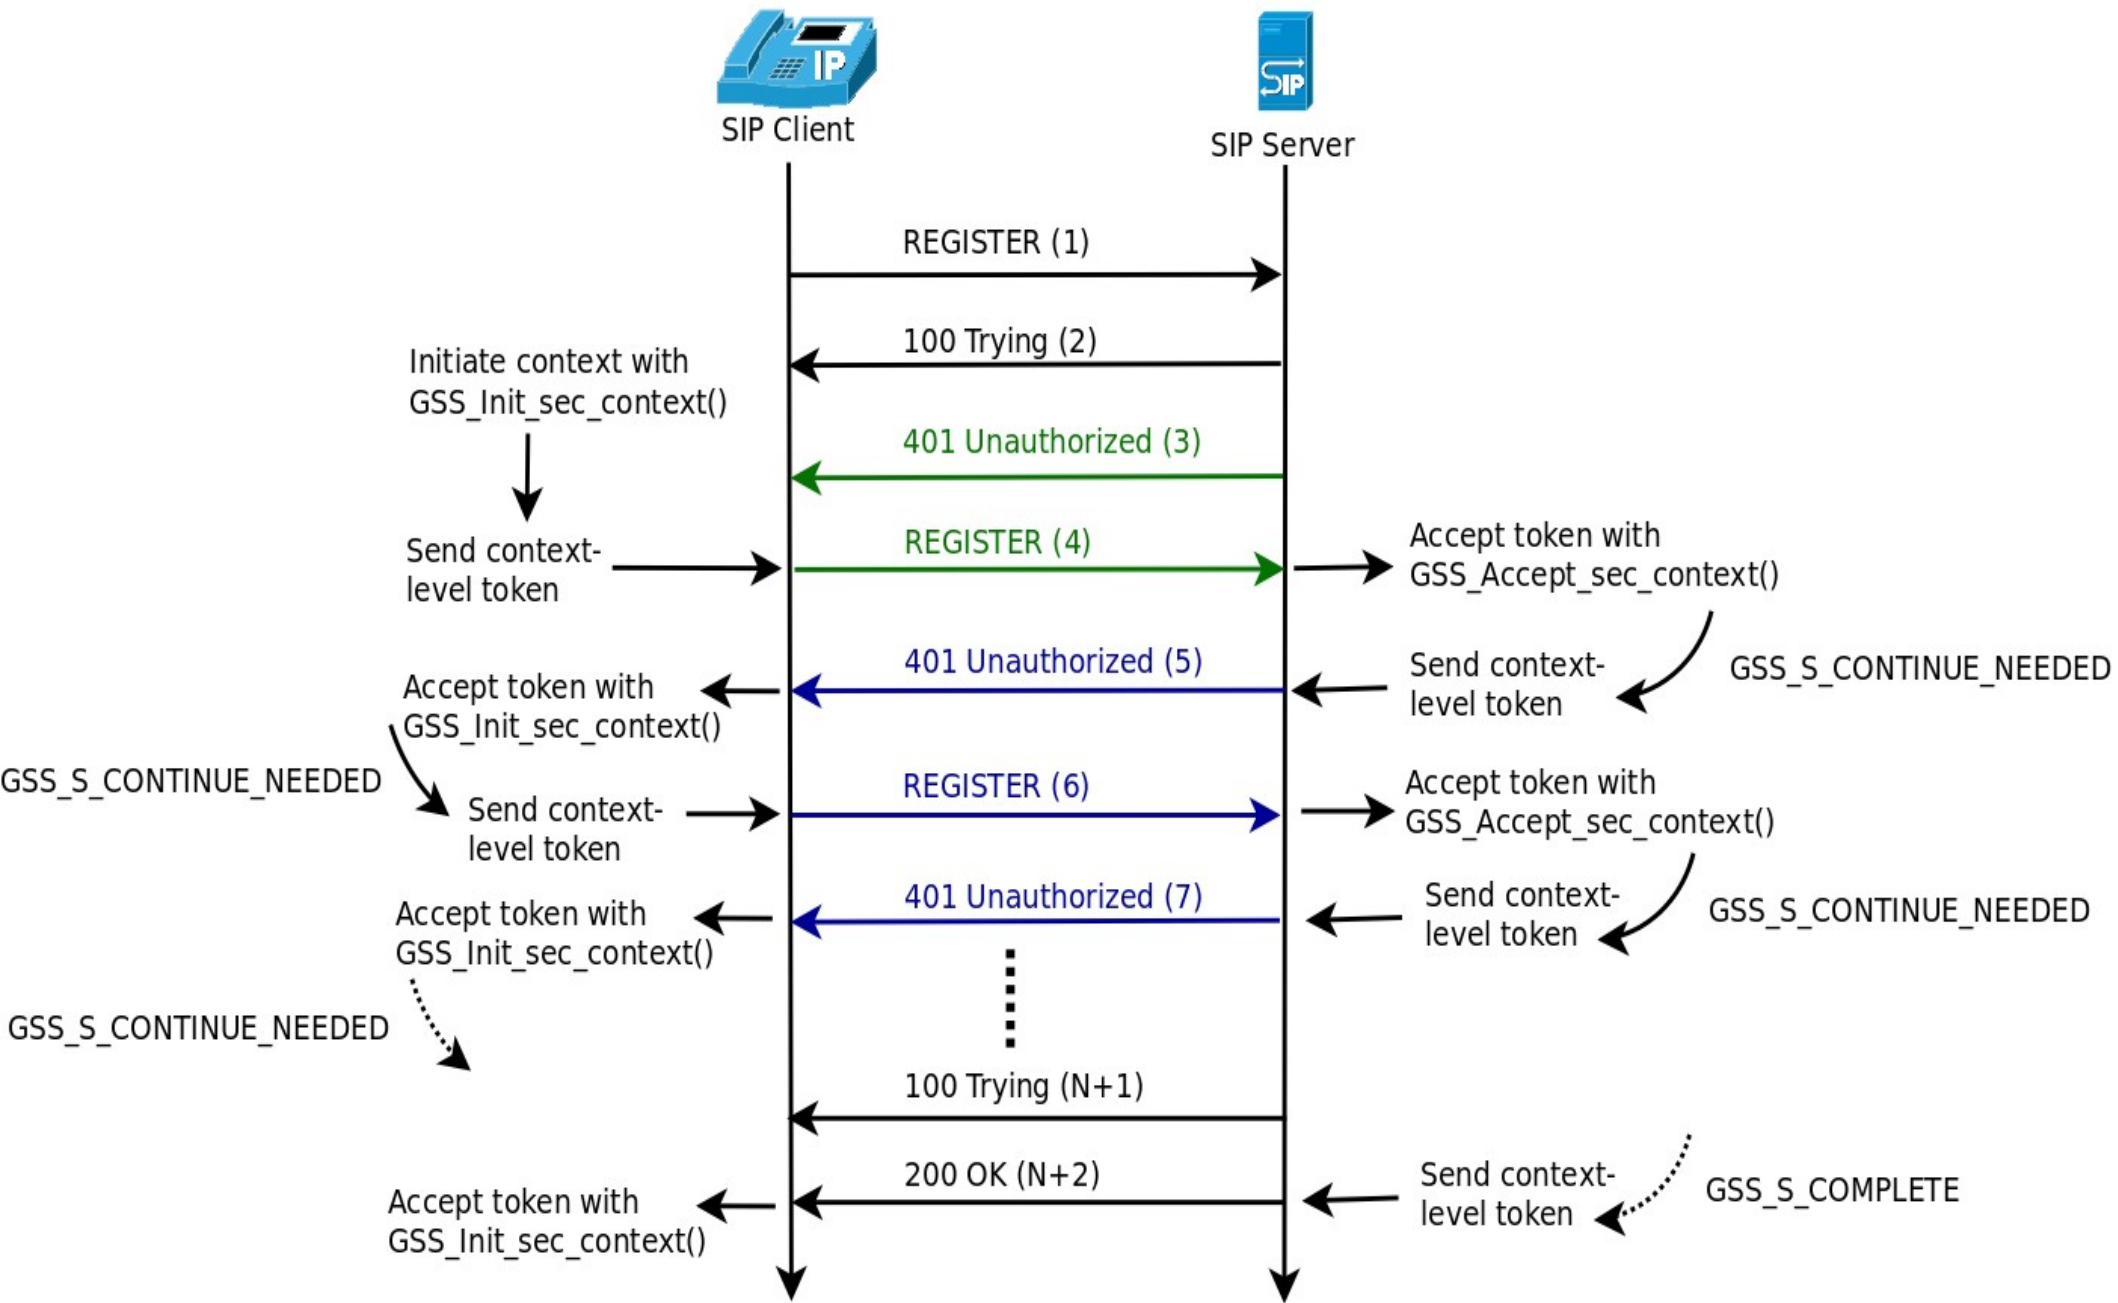 IP
SIP
SIP Client
SIP Server
REGISTER (1)
100 Trying (2)
Initiate context with
GSS_Init_sec_context()
401 Unauthorized (3)
Send context-
level token
REGISTER (4)
Accept token with
GSS_Accept_sec_context()
401 Unauthorized (5)
Send context-
level token
GSS_S_CONTINUE_NEEDED
Accept token with
GSS_Init_sec_context()
GSS_S_CONTINUE_NEEDED
Send context-
level token
REGISTER (6)
Accept token with
GSS_Accept_sec_context()
401 Unauthorized (7)
Send context-
level token
GSS_S_CONTINUE_NEEDED
Accept token with
GSS_Init_sec_context()
GSS_S_CONTINUE_NEEDED
100 Trying (N+1)
200 OK (N+2)
Send context-
level token
GSS_S_COMPLETE
Accept token with
GSS_Init_sec_context()